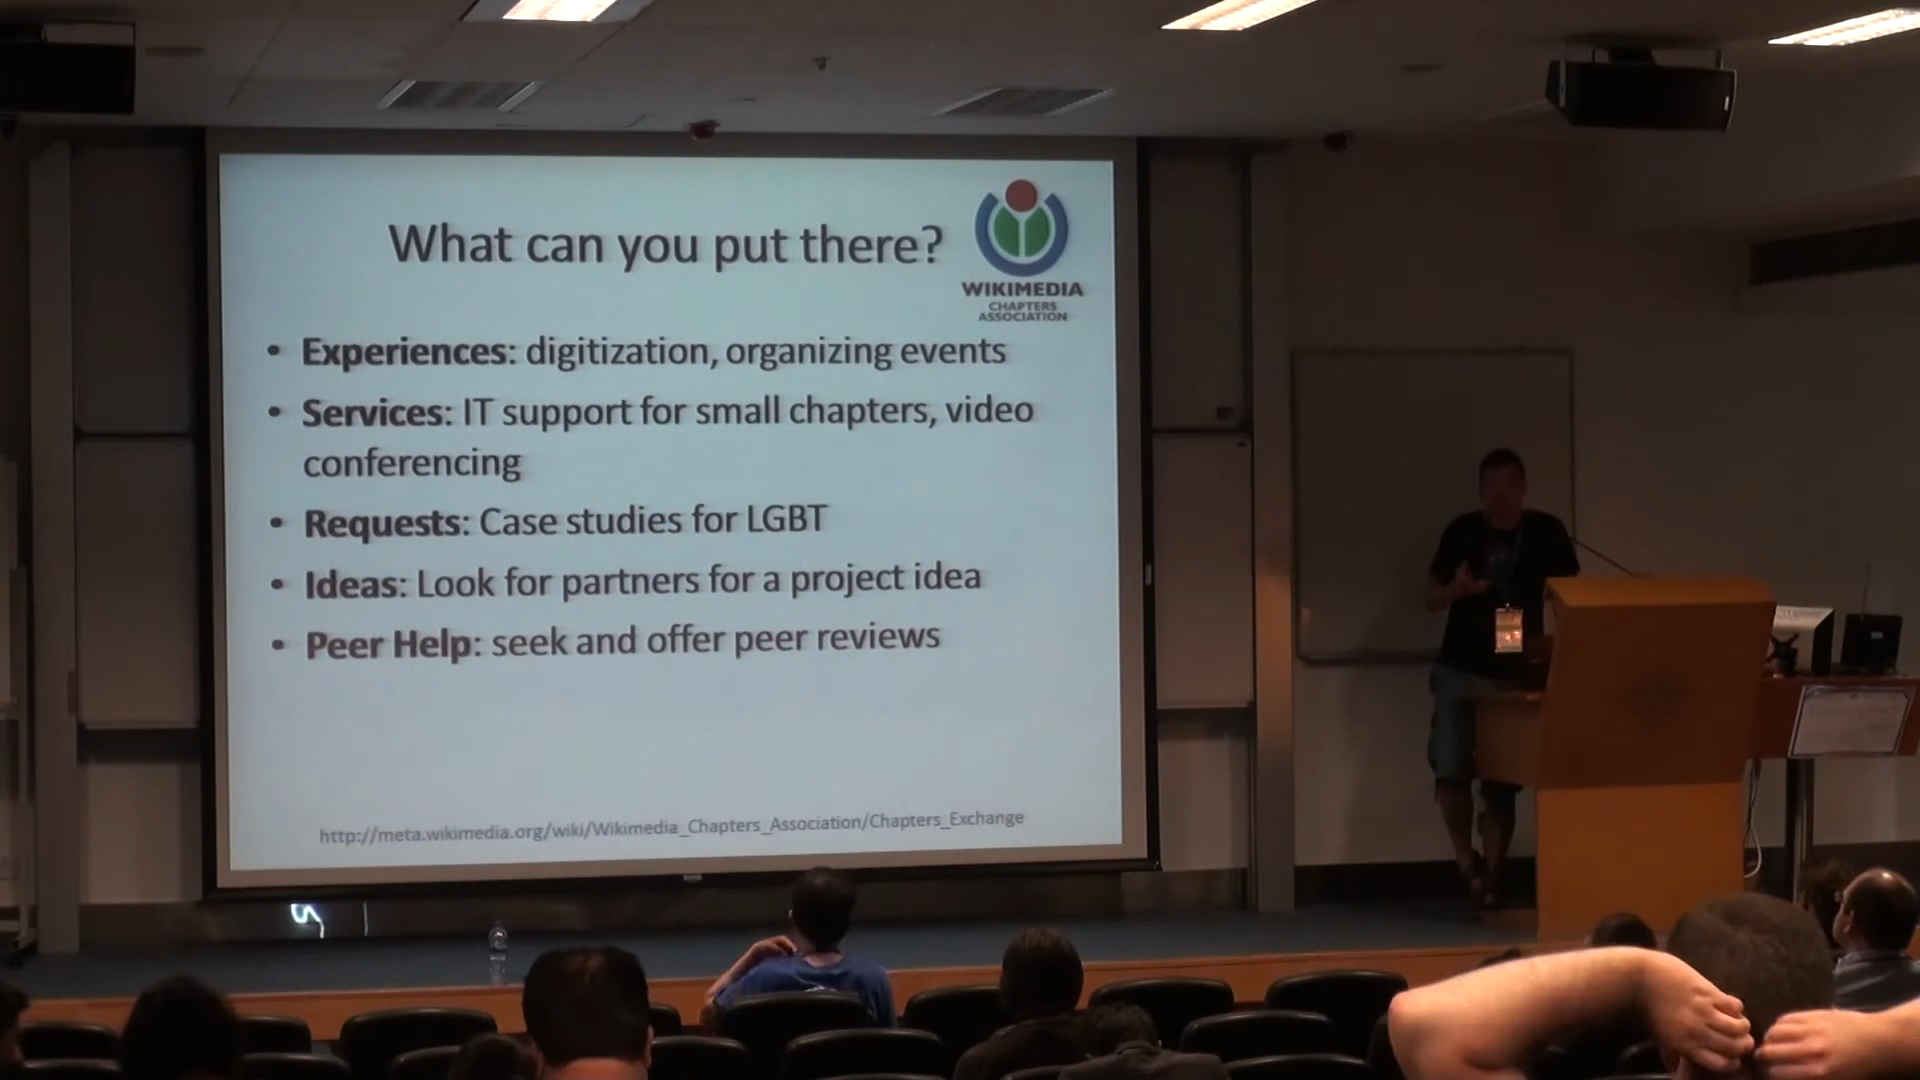 What can you put there?
WIKIMEDIA
CHAPTERS
ASSOCIATION
• Experiences: digitization, organizing events
• Services: IT support for small chapters, video
conferencing
• Requests: Case studies for LGBT
• Ideas: Look for partners for a project idea
• Peer Help: seek and offer peer reviews
http://meta.wikimedia.org/wiki/Wikimedia_Chapters_Association/Chapters_Exchange